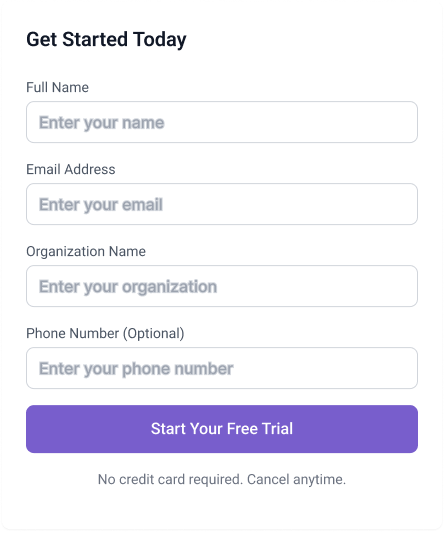 Get Started Today
Full Name
Enter your name
Email Address
Enter your email
Organization Name
Enter your organization
Phone Number (Optional)
Enter your phone number
Start Your Free Trial
No credit card required. Cancel anytime.